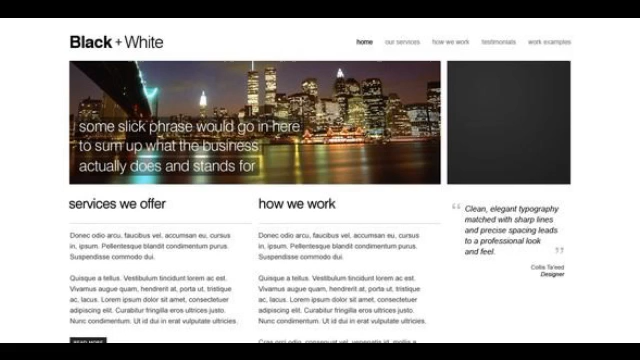 Black + White
home our services how we work testimonials work examples
some slick phrase would go in here
to sum up what the business
actually does and stands for
services we offer
Donec odio arcu, faucibus vel, accumsan eu, cursus
in, ipsum. Pellentesque blandit condimentum purus.
Suspendisse commodo dui.
Quisque a tellus. Vestibulum tincidunt lorem ac est.
Vivamus augue quam, hendrerit at, porta ut, tristique
ac, lacus. Lorem ipsum dolor sit amet, consectetuer
adipiscing elit. Curabitur fringilla eros ultrices justo.
Nunc condimentum. Ut id dui in erat vulputate ultricies.
READ MORE
how we work
Donec odio arcu, faucibus vel, accumsan eu, cursus
in, ipsum. Pellentesque blandit condimentum purus.
Suspendisse commodo dui.
Quisque a tellus. Vestibulum tincidunt lorem ac est.
Vivamus augue quam, hendrerit at, porta ut, tristique
ac, lacus. Lorem ipsum dolor sit amet, consectetuer
adipiscing elit. Curabitur fringilla eros ultrices justo.
Nunc condimentum. Ut id dui in erat vulputate ultricies.
“ Clean, elegant typography
matched with sharp lines
and precise spacing leads
to a professional look
and feel. ”
Collis Ta'eed
Designer